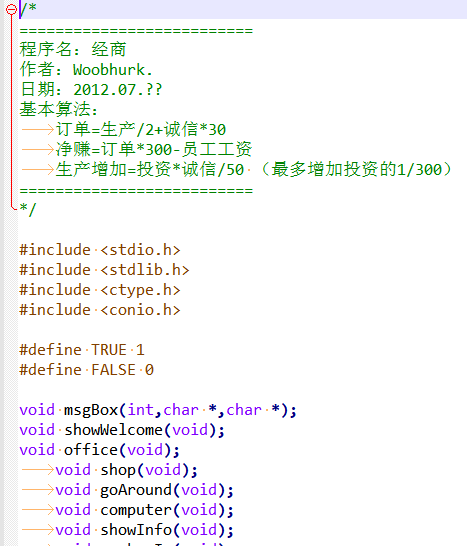 /*
==========================
程序名：经商
作者：Woobhurk.
日期：2012.07.??
基本算法：
订单=生产/2+诚信*30
净赚=订单*300-员工工资
生产增加=投资*诚信/50 （最多增加投资的1/300）
==========================
*/
#include <stdio.h>
#include <stdlib.h>
#include <ctype.h>
#include <conio.h>
#define TRUE 1
#define FALSE 0
void msgBox(int,char *,char *);
void showWelcome(void);
void office(void);
void shop(void);
void goAround(void);
void computer(void);
void showInfo(void);